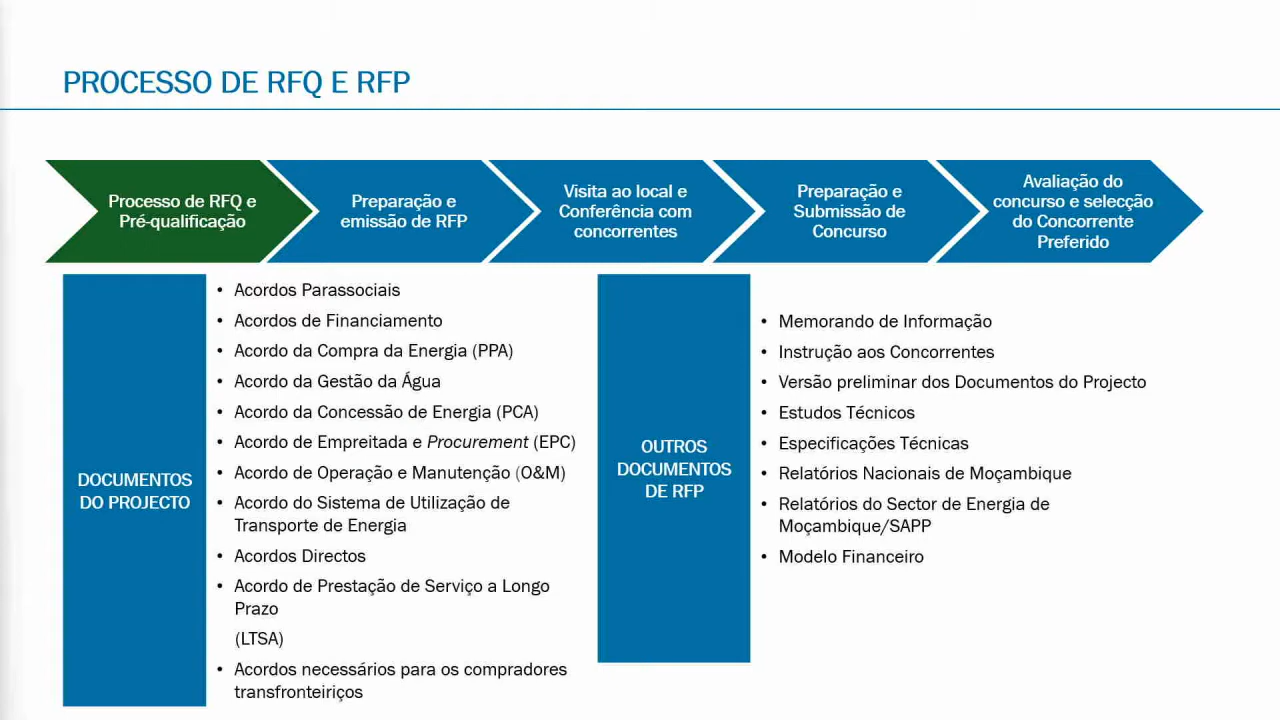 PROCESSO DE RFQ E RFP
Processo de RFQ e
Pré-qualificação
Preparação e
emissão de RFP
Visita ao local e
Conferência com
concorrentes
Preparação e
Submissão de
Concurso
Avaliação do
concurso e selecção
do Concorrente
Preferido
DOCUMENTOS
DO PROJECTO
• Acordos Parassociais
• Acordos de Financiamento
• Acordo da Compra da Energia (PPA)
• Acordo da Gestão da Água
• Acordo da Concessão de Energia (PCA)
• Acordo de Empreitada e Procurement (EPC)
• Acordo de Operação e Manutenção (O&M)
• Acordo do Sistema de Utilização de
Transporte de Energia
• Acordos Directos
• Acordo de Prestação de Serviço a Longo
Prazo
(LTSA)
• Acordos necessários para os compradores
transfronteiriços
OUTROS
DOCUMENTOS
DE RFP
• Memorando de Informação
• Instrução aos Concorrentes
• Versão preliminar dos Documentos do Projecto
• Estudos Técnicos
• Especificações Técnicas
• Relatórios Nacionais de Moçambique
• Relatórios do Sector de Energia de
Moçambique/SAPP
• Modelo Financeiro